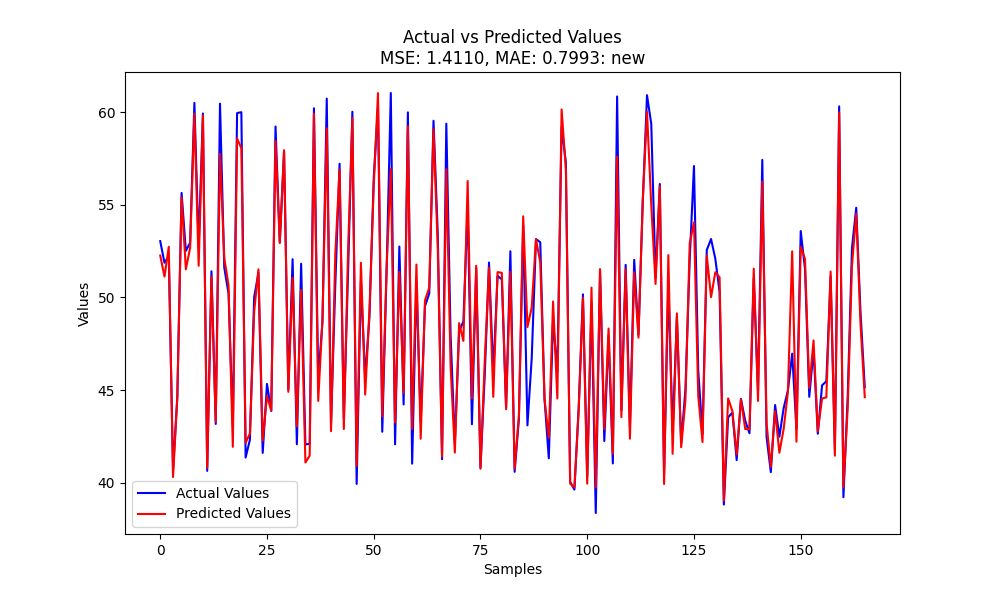 Actual vs Predicted Values
MSE: 1.4110, MAE: 0.7993: new
Values
60
55
50
45
40
Actual Values
Predicted Values
0 25 50 75 100 125 150
Samples